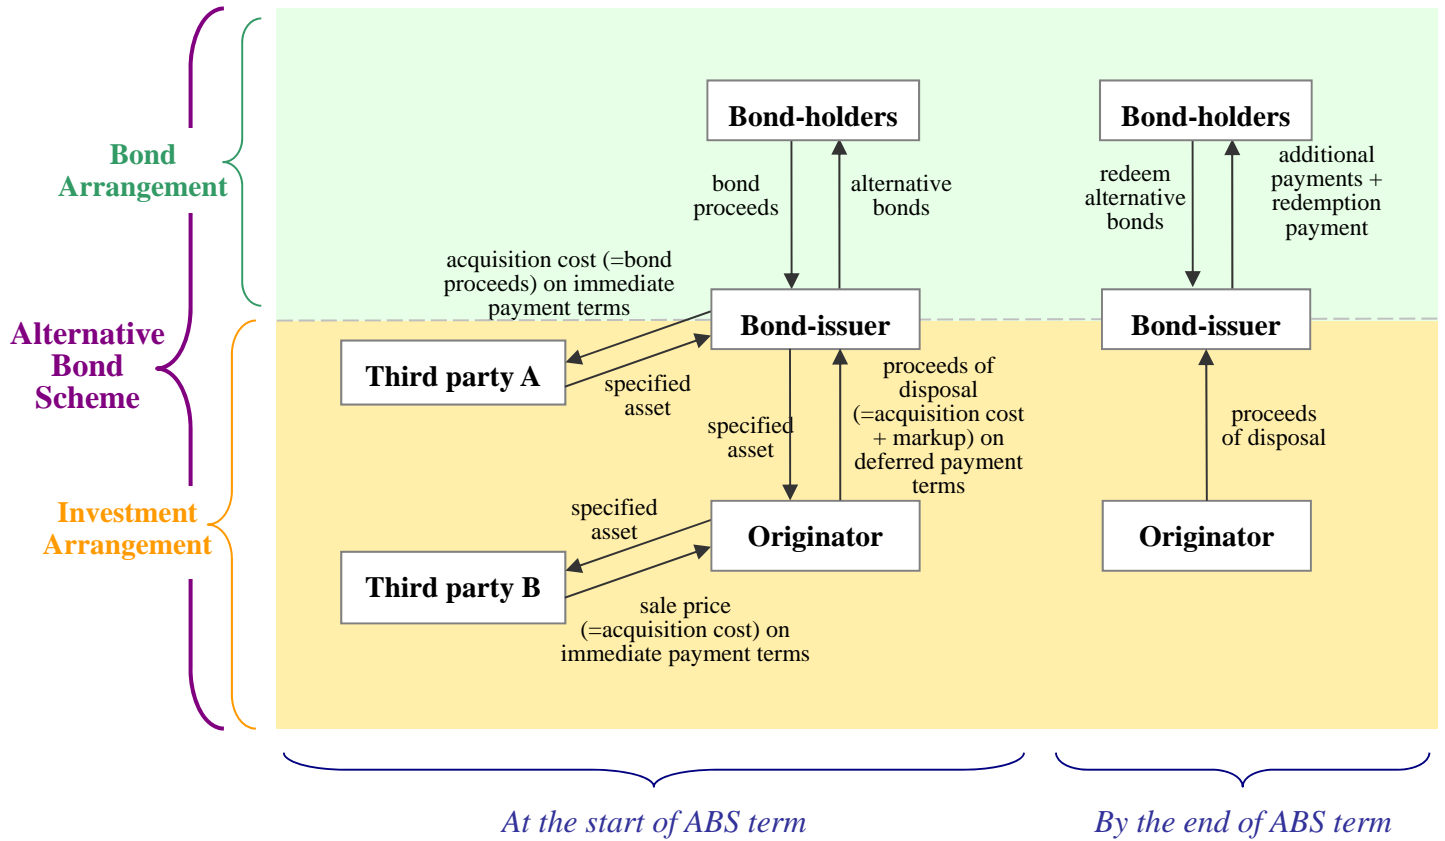 Bond
Arrangement
Alternative
Bond
Scheme
Investment
Arrangement
Bond-holders
bond
proceeds
alternative
bonds
acquisition cost (=bond
proceeds) on immediate
payment terms
Bond-issuer
Third party A
specified
asset
specified
asset
proceeds of
disposal
(=acquisition cost
+ markup) on
deferred payment
terms
specified
asset
Originator
Third party B
sale price
(=acquisition cost) on
immediate payment terms
Bond-holders
redeem
alternative
bonds
additional
payments +
redemption
payment
Bond-issuer
proceeds
of disposal
Originator
At the start of ABS term
By the end of ABS term